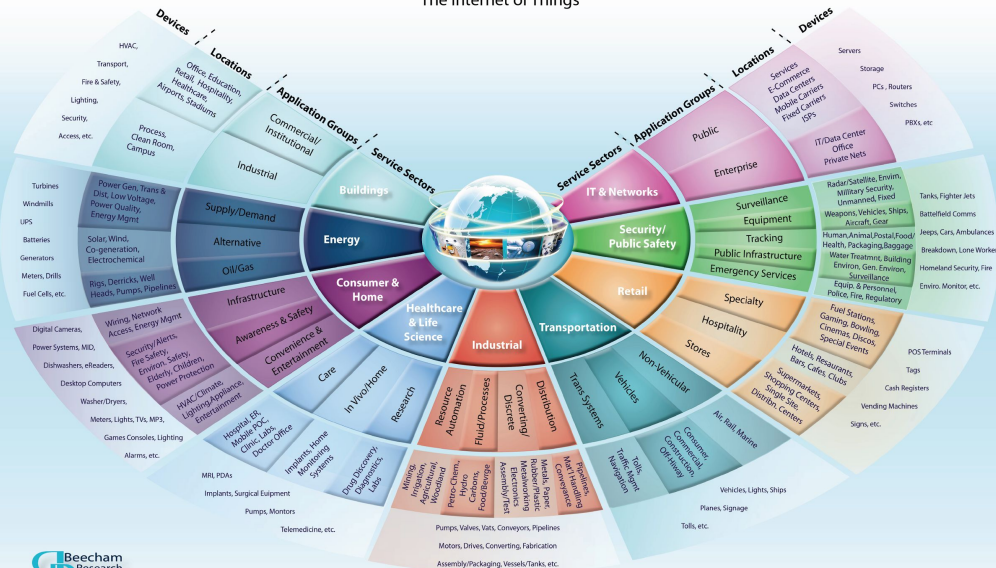 The Internet of Things
Devices
Locations
Application Groups
Service Sectors
HVAC,
Transport,
Fire & Safety,
Lighting,
Security,
Access, etc.
Office, Education,
Retail, Hospitality,
Healthcare,
Airports, Stadiums
Process,
Clean Room,
Campus
Commercial/
Institutional
Industrial
Buildings
Turbines
Windmills
UPS
Batteries
Generators
Meters, Drills
Fuel Cells, etc.
Power Gen, Trans &
Dist, Low Voltage,
Power Quality,
Energy Mgmt
Solar, Wind,
Co-generation,
Electrochemical
Rigs, Derricks, Well
Heads, Pumps, Pipelines
Supply/Demand
Alternative
Oil/Gas
Energy
Digital Cameras,
Power Systems, MID,
Dishwashers, eReaders,
Desktop Computers
Washer/Dryers,
Meters, Lights, TVs, MP3,
Games Consoles, Lighting
Alarms, etc.
Wiring, Network
Access, Energy Mgmt
Security/Alerts,
Fire Safety,
Environ. Safety,
Elderly, Children,
Power Protection
HVAC/Climate,
Lighting,Appliance,
Entertainment
Infrastructure
Awareness & Safety
Convenience &
Entertainment
Consumer &
Home
MRI, PDAs
Implants, Surgical Euipment
Pumps, Montors
Telemedicine, etc.
Hospital, ER,
Mobile POC,
Clinic, Labs,
Doctor Office
Implants, Home
Monitoring
Systems
Drug Discovery,
Diagnostics,
Labs
Care
In Vivo/Home
Research
Healthcare
& Life
Science
Industrial
Resource
Automation
Fluid/Processes
Converting/
Discrete
Distribution
Mining,
Irrigation,
Agricultural,
Woodland
Petro-Chem.,
Hydro
Carbons,
Food/Bevrge
Metals, Paper,
Rubber/Plastic
Metalworking
Electronics
Assembly/Test
Pipelines,
Mat'l Handling
Conveyance
Pumps, Valves, Vats, Conveyors, Pipelines
Motors, Drives, Converting, Fabrication
Assembly/Packaging, Vessels/Tanks, etc.
Transportation
Trans Systems
Vehicles
Non-Vehicular
Tolls,
Traffic Mgmt
Navigation
Consumer,
Commercial,
Construction,
Off-Hiway
Air, Rail, Marine
Vehicles, Lights, Ships
Planes, Signage
Tolls, etc.
Retail
Specialty
Hospitality
Stores
Fuel Stations,
Gaming, Bowling,
Cinemas, Discos,
Special Events
Hotels, Resaurants,
Bars, Cafes, Clubs
Supermarkets,
Shopping Centers,
Single Site,
Distribn, Centers
POS Terminals
Tags
Cash Registers
Vending Machines
Signs, etc.
Security/
Public Safety
Surveillance
Equipment
Tracking
Public Infrastructure
Emergency Services
Radar/Satellite, Envirn,
Millitary Security,
Unmanned, Fixed
Weapons, Vehicles, Ships,
Aircraft, Gear
Human,Animal,Postal,Food/
Health, Packaging,Baggage
Water Treatmnt, Building
Environ, Gen. Environ,
Surveillance
Equip. & Personnel,
Police, Fire, Regulatory
Tanks, Fighter Jets
Battelfield Comms
Jeeps, Cars, Ambulances
Breakdown, Lone Worker
Homeland Security, Fire
Enviro. Monitor, etc.
IT & Networks
Public
Enterprise
Services
E-Commerce
Data Centers
Mobile Carriers
Fixed Carriers
ISPs
IT/Data Center
Office
Private Nets
Servers
Storage
PCs , Routers
Switches
PBXs, etc
Service Sectors
Application Groups
Locations
Devices
Beecham
Research